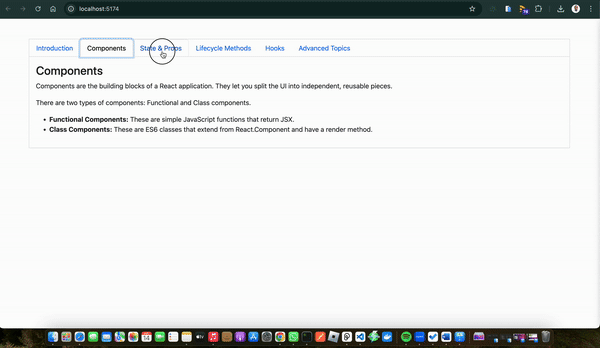 localhost:5174
Introduction Components State & Props Lifecycle Methods Hooks Advanced Topics
Components
Components are the building blocks of a React application. They let you split the UI into independent, reusable pieces.
There are two types of components: Functional and Class components.
Functional Components: These are simple JavaScript functions that return JSX.
Class Components: These are ES6 classes that extend from React.Component and have a render method.